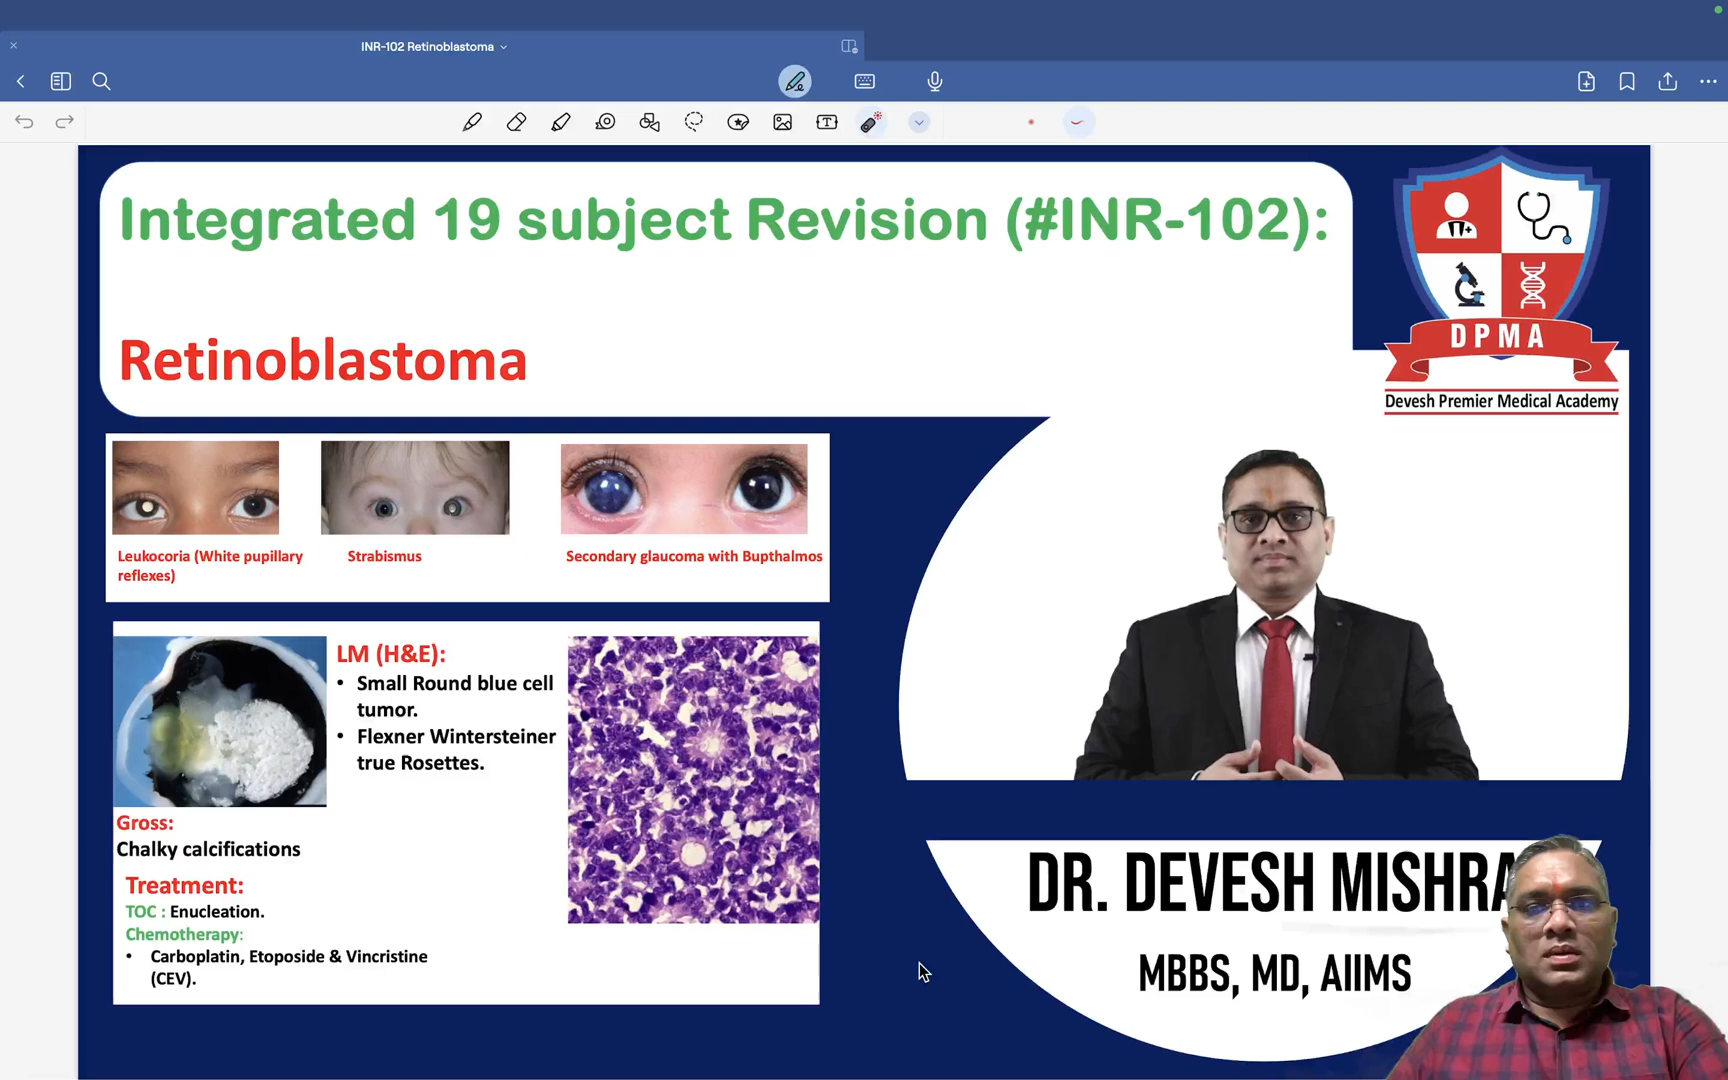 INR-102 Retinoblastoma
Integrated 19 subject Revision (#INR-102):
Retinoblastoma
DPMA
Devesh Premier Medical Academy
Leukocoria (White pupillary
reflexes)
Strabismus
Secondary glaucoma with Bupthalmos
LM (H&E):
• Small Round blue cell
tumor.
• Flexner Wintersteiner
true Rosettes.
Gross:
Chalky calcifications
Treatment:
TOC : Enucleation.
Chemotherapy:
• Carboplatin, Etoposide & Vincristine
(CEV).
DR. DEVESH MISHRA
MBBS, MD, AIIMS